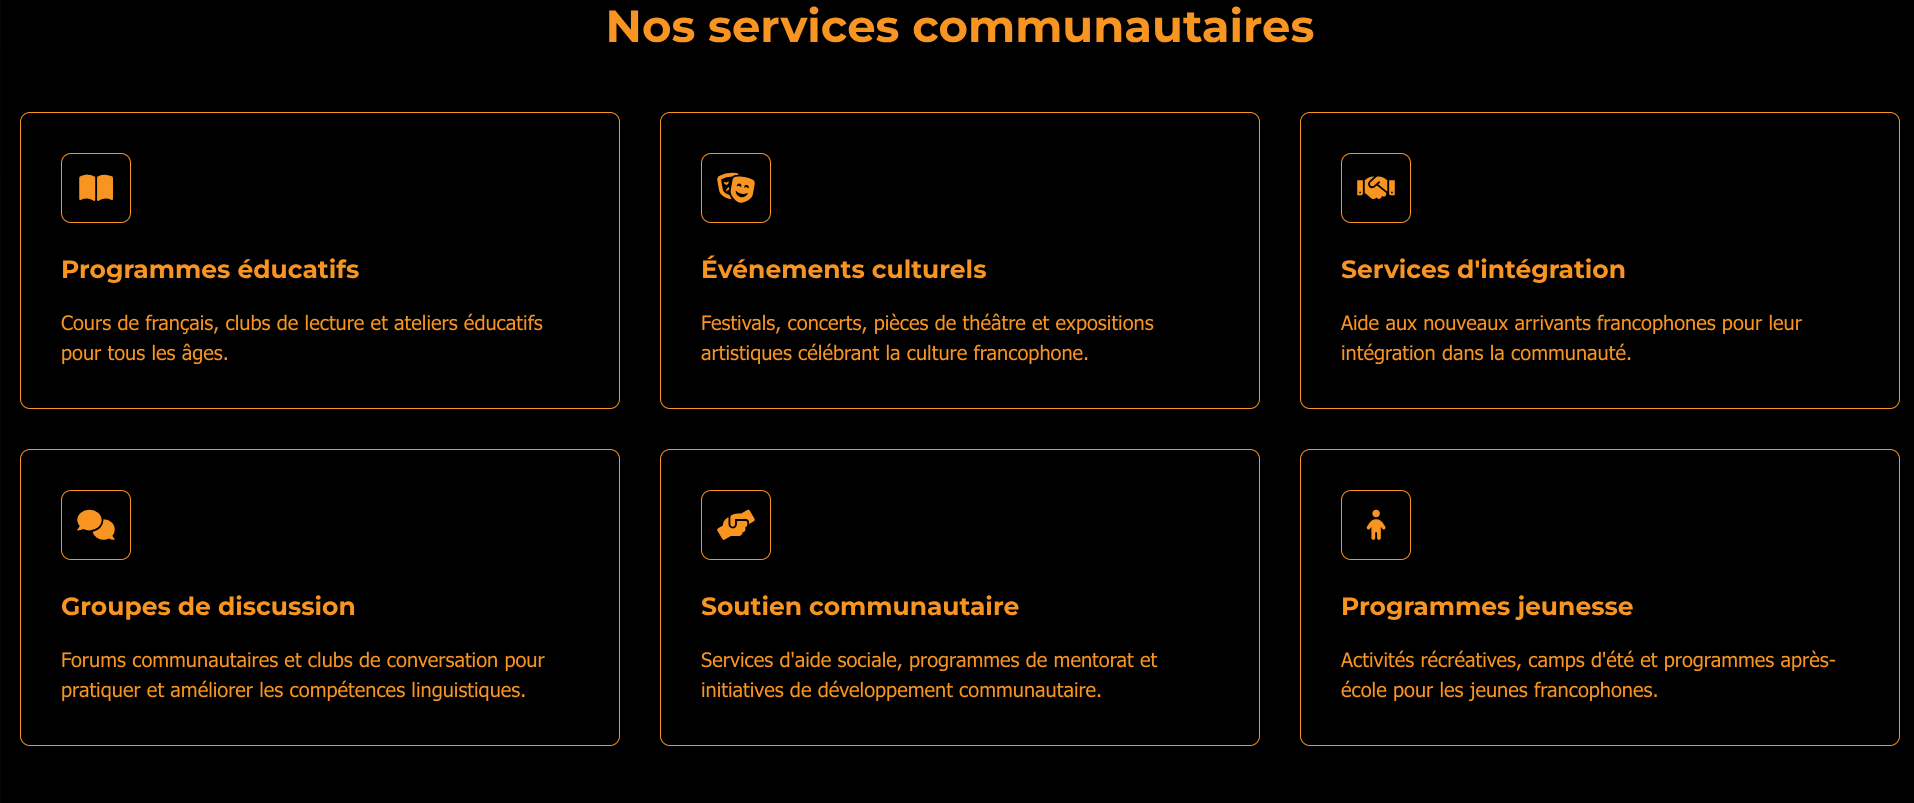 Nos services communautaires
Programmes éducatifs
Cours de français, clubs de lecture et ateliers éducatifs
pour tous les âges.
Événements culturels
Festivals, concerts, pièces de théâtre et expositions
artistiques célébrant la culture francophone.
Services d'intégration
Aide aux nouveaux arrivants francophones pour leur
intégration dans la communauté.
Groupes de discussion
Forums communautaires et clubs de conversation pour
pratiquer et améliorer les compétences linguistiques.
Soutien communautaire
Services d'aide sociale, programmes de mentorat et
initiatives de développement communautaire.
Programmes jeunesse
Activités récréatives, camps d'été et programmes après-
école pour les jeunes francophones.